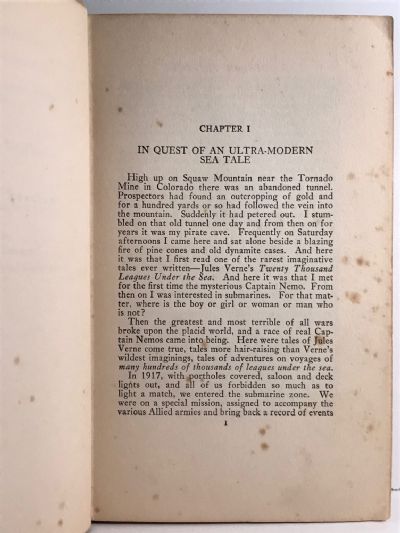 CHAPTER I
IN QUEST OF AN ULTRA-MODERN
SEA TALE
High up on Squaw Mountain near the Tornado
Mine in Colorado there was an abandoned tunnel.
Prospectors had found an outcropping of gold and
for a hundred yards or so had followed the vein into
the mountain. Suddenly it had petered out. I stum-
bled on that old tunnel one day and from then on for
years it was my pirate cave. Frequently on Saturday
afternoons I came here and sat alone beside a blazing
fire of pine cones and old dynamite cases. And here
it was that I first read one of the rarest imaginative
tales ever written—Jules Verne's Twenty Thousand
Leagues Under the Sea. And here it was that I met
for the first time the mysterious Captain Nemo. From
then on I was interested in submarines. For that mat-
ter, where is the boy or girl or woman or man who
is not?
Then the greatest and most terrible of all wars
broke upon the placid world, and a race of real Cap-
tain Nemos came into being. Here were tales of Jules
Verne come true, tales more hair-raising than Verne's
wildest imaginings, tales of adventures on voyages of
many hundreds of thousands of leagues under the sea.
In 1917, with portholes covered, saloon and deck
lights out, and all of us forbidden so much as to
light a match, we entered the submarine zone. We
were on a special mission, assigned to accompany the
various Allied armies and bring back a record of events
1